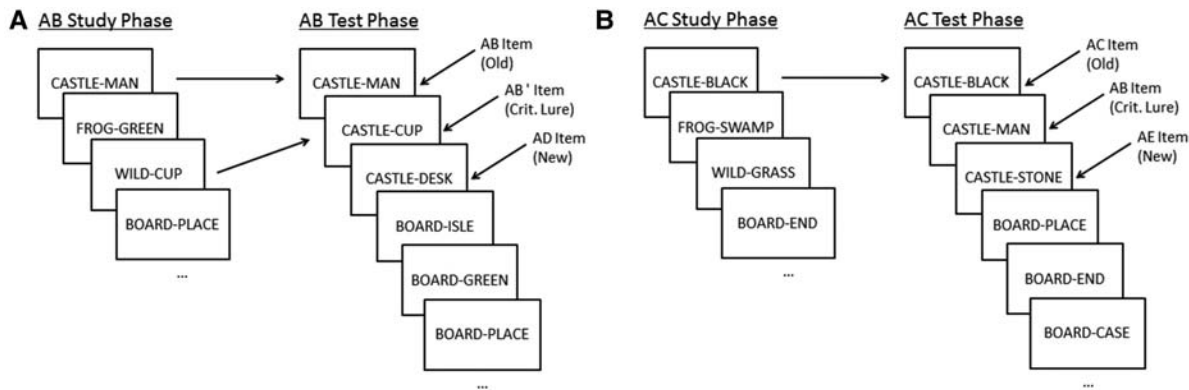 A
AB Study Phase
CASTLE-MAN
FROG-GREEN
WILD-CUP
BOARD-PLACE
...
AB Test Phase
CASTLE-MAN
CASTLE-CUP
CASTLE-DESK
BOARD-ISLE
BOARD-GREEN
BOARD-PLACE
...
AB Item
(Old)
AB ' Item
(Crit. Lure)
AD Item
(New)
B
AC Study Phase
CASTLE-BLACK
FROG-SWAMP
WILD-GRASS
BOARD-END
...
AC Test Phase
CASTLE-BLACK
CASTLE-MAN
CASTLE-STONE
BOARD-PLACE
BOARD-END
BOARD-CASE
...
AC Item
(Old)
AB Item
(Crit. Lure)
AE Item
(New)